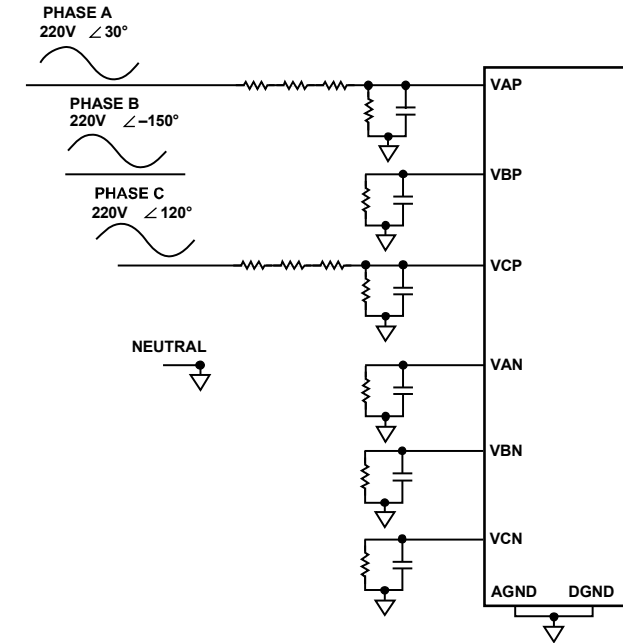 PHASE A
220V ∠30°
PHASE B
220V ∠–150°
PHASE C
220V ∠120°
NEUTRAL
VAP
VBP
VCP
VAN
VBN
VCN
AGND DGND